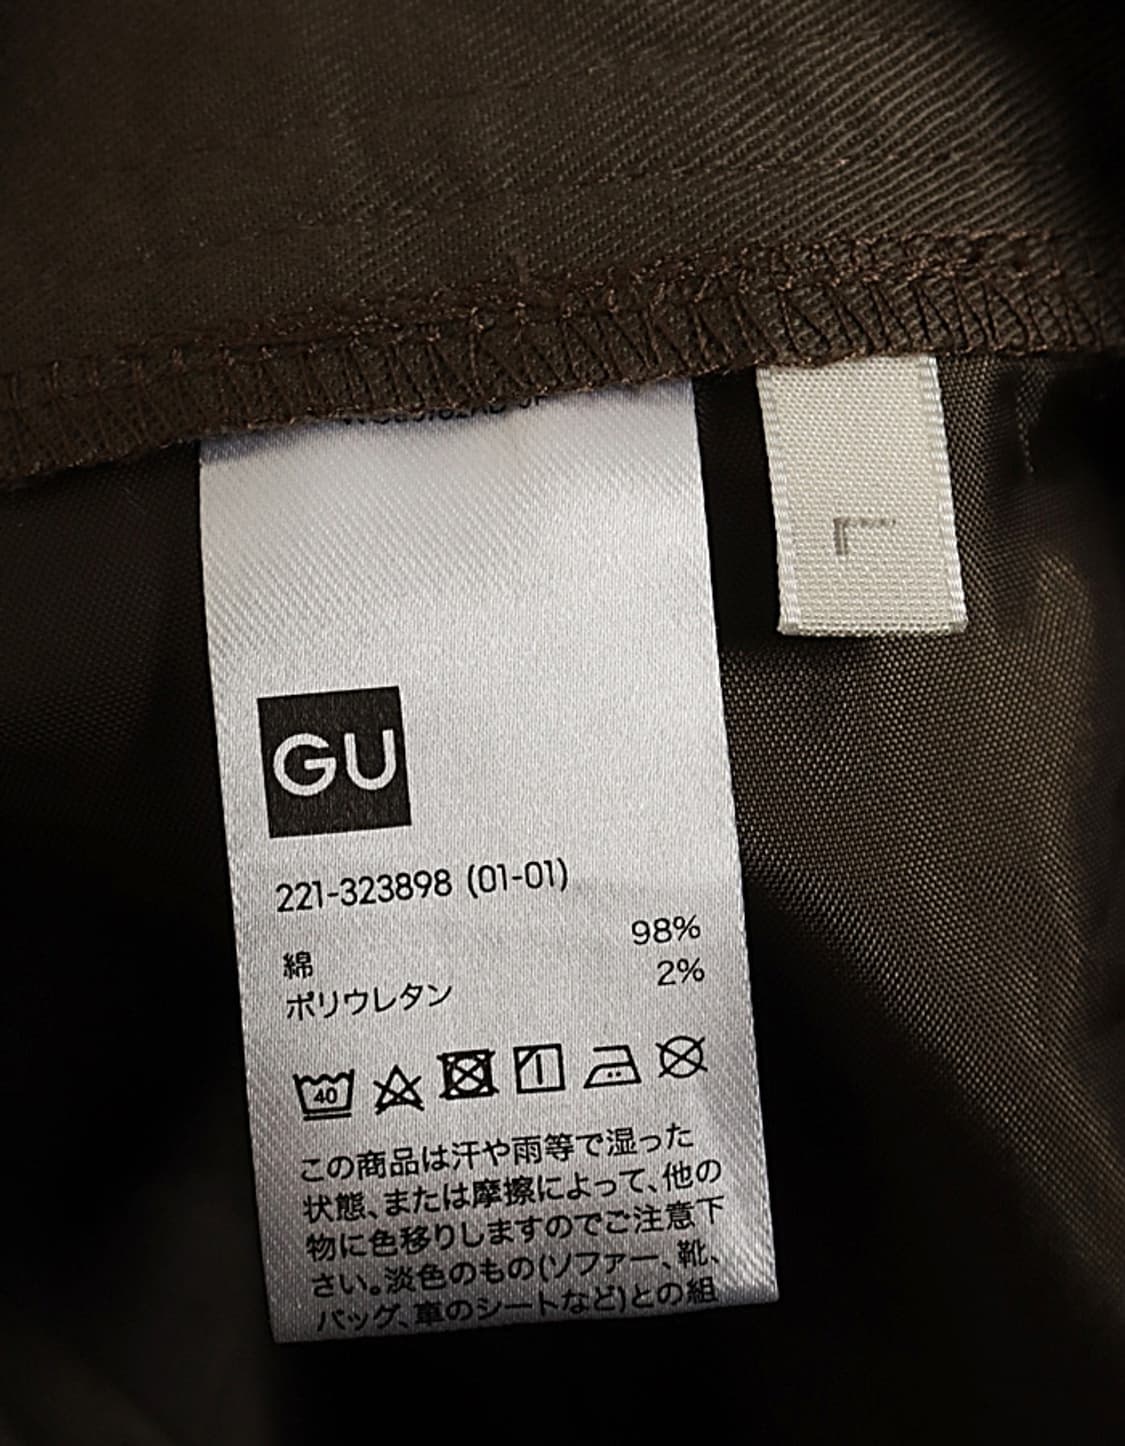 GU
221-323898 (01-01)
綿 98%
ポリウレタン 2%
40
この商品は汗や雨等で湿った
状態、または摩擦によって、他の
物に色移りしますのでご注意下
さい。淡色のもの(ソファー、靴、
バッグ、車のシートなど)との組
L